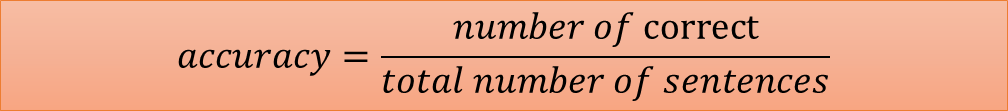 accuracy = number of correct
total number of sentences